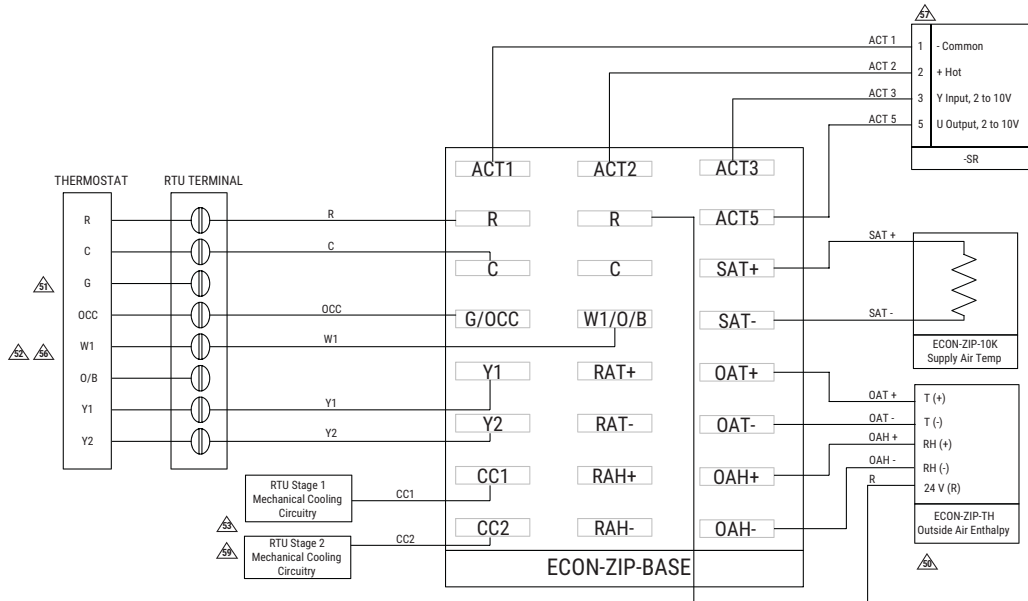 57
ACT 1
1
- Common
ACT 2
2
+ Hot
ACT 3
3
Y Input, 2 to 10V
ACT 5
5
U Output, 2 to 10V
-SR
THERMOSTAT
RTU TERMINAL
R
C
G
OCC
W1
O/B
Y1
Y2
51
52
56
R
C
OCC
W1
Y1
Y2
ACT1
ACT2
ACT3
R
R
ACT5
C
C
SAT+
G/OCC
W1/O/B
SAT-
Y1
RAT+
OAT+
Y2
RAT-
OAT-
CC1
RAH+
OAH+
CC2
RAH-
OAH-
ECON-ZIP-BASE
RTU Stage 1
Mechanical Cooling
Circuitry
CC1
53
59
RTU Stage 2
Mechanical Cooling
Circuitry
CC2
SAT +
SAT -
ECON-ZIP-10K
Supply Air Temp
OAT +
T (+)
OAT -
T (-)
OAH +
RH (+)
OAH -
RH (-)
R
24 V (R)
ECON-ZIP-TH
Outside Air Enthalpy
50